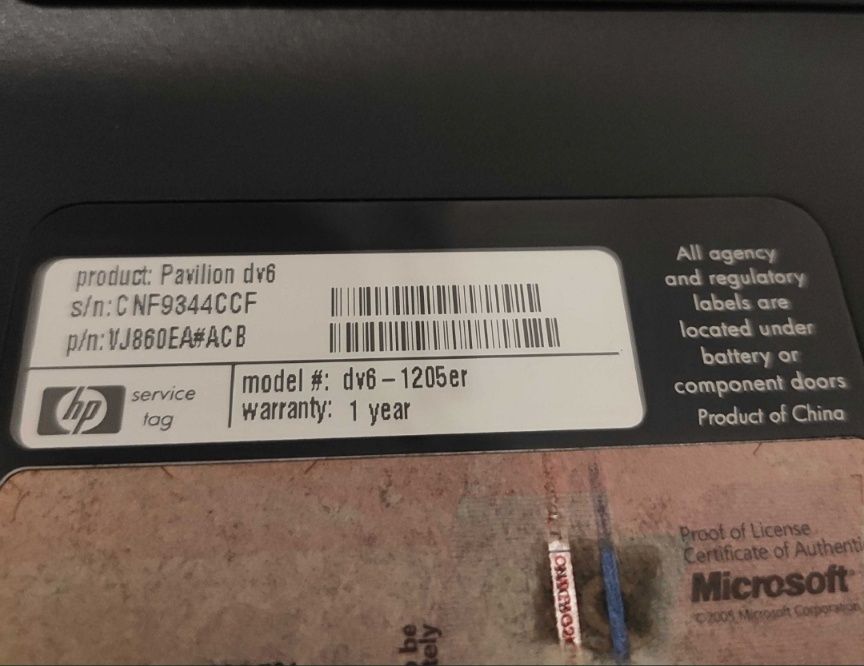 product: Pavilion dv6
s/n:CNF9344CCF
p/n:VJ860EA#ACB
hp
service
tag
model #: dv6-1205er
warranty: 1 year
All agency
and regulatory
labels are
located under
battery or
component doors
Product of China
Proof of License
Certificate of Authenti
Microsoft
Microsoft Corporation
be
tely